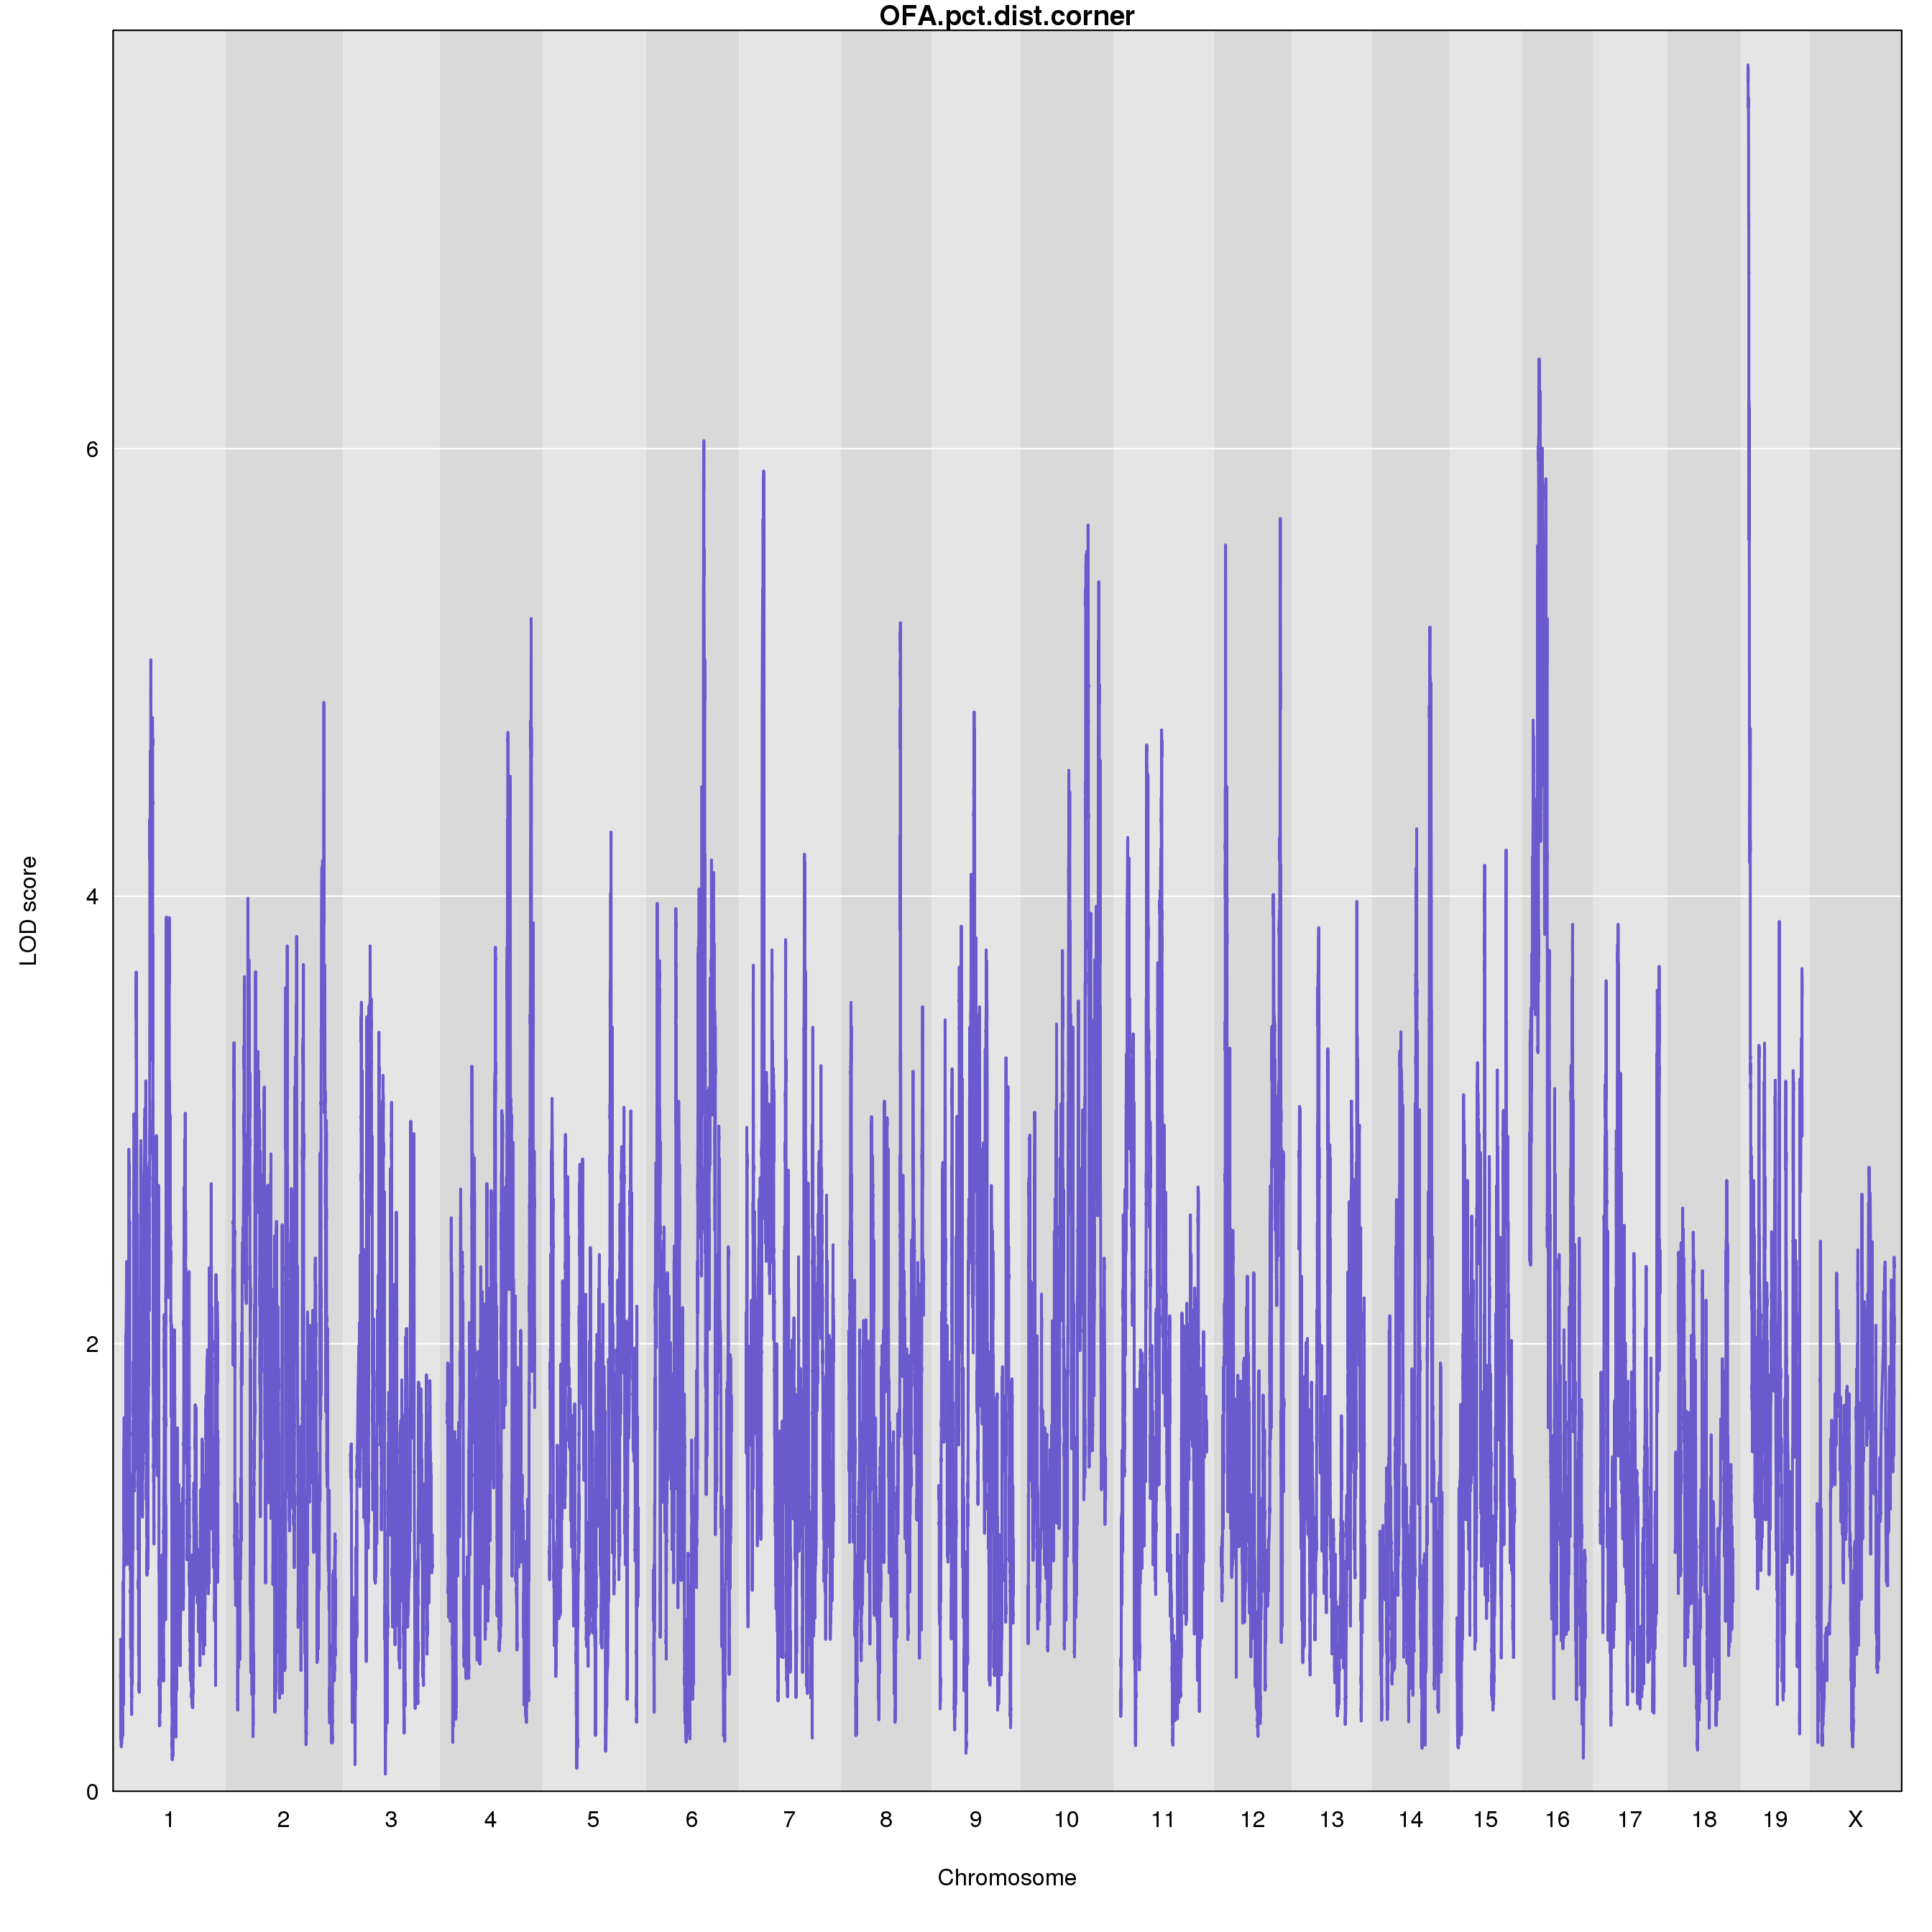 OFA.pct.dist.corner
6
4
2
0
LOD score
1 2 3 4 5 6 7 8 9 10 11 12 13 14 15 16 17 18 19 X
Chromosome